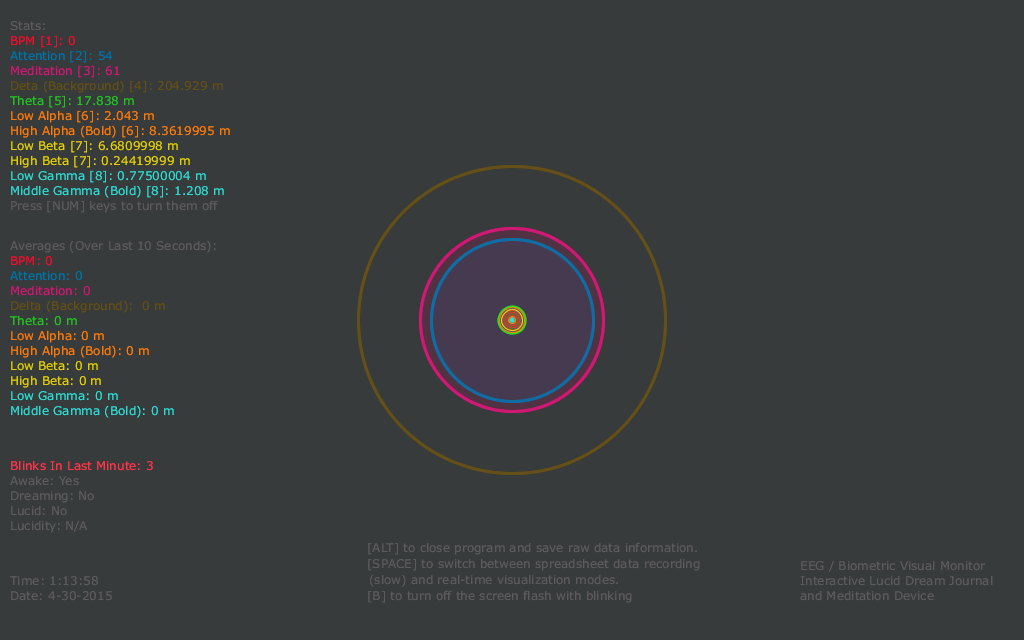 Stats:
BPM [1]: 0
Attention [2]: 54
Meditation [3]: 61
Deta (Background) [4]: 204.929 m
Theta [5]: 17.838 m
Low Alpha [6]: 2.043 m
High Alpha (Bold) [6]: 8.3619995 m
Low Beta [7]: 6.6809998 m
High Beta [7]: 0.24419999 m
Low Gamma [8]: 0.77500004 m
Middle Gamma (Bold) [8]: 1.208 m
Press [NUM] keys to turn them off
Averages (Over Last 10 Seconds):
BPM: 0
Attention: 0
Meditation: 0
Delta (Background):  0 m
Theta: 0 m
Low Alpha: 0 m
High Alpha (Bold): 0 m
Low Beta: 0 m
High Beta: 0 m
Low Gamma: 0 m
Middle Gamma (Bold): 0 m
Blinks In Last Minute: 3
Awake: Yes
Dreaming: No
Lucid: No
Lucidity: N/A
Time: 1:13:58
Date: 4-30-2015
[ALT] to close program and save raw data information.
[SPACE] to switch between spreadsheet data recording
(slow) and real-time visualization modes.
[B] to turn off the screen flash with blinking
EEG / Biometric Visual Monitor
Interactive Lucid Dream Journal
and Meditation Device